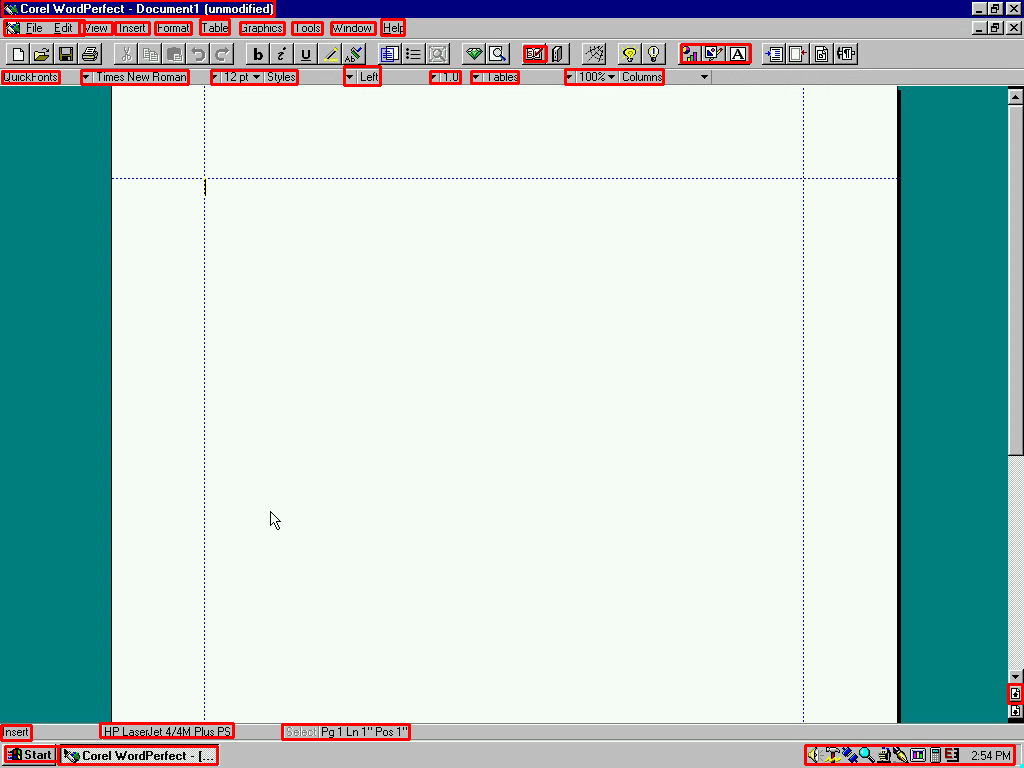 Corel WordPerfect - Document1 (unmodified)
File Edit View Insert Format Table Graphics Tools Window Help
QuickFonts Times New Roman 12 pt Styles Left 1.0 Tables 100% Columns
Insert HP LaserJet 4/4M Plus PS Select Pg 1 Ln 1" Pos 1"
Start Corel WordPerfect - [... 2:54 PM